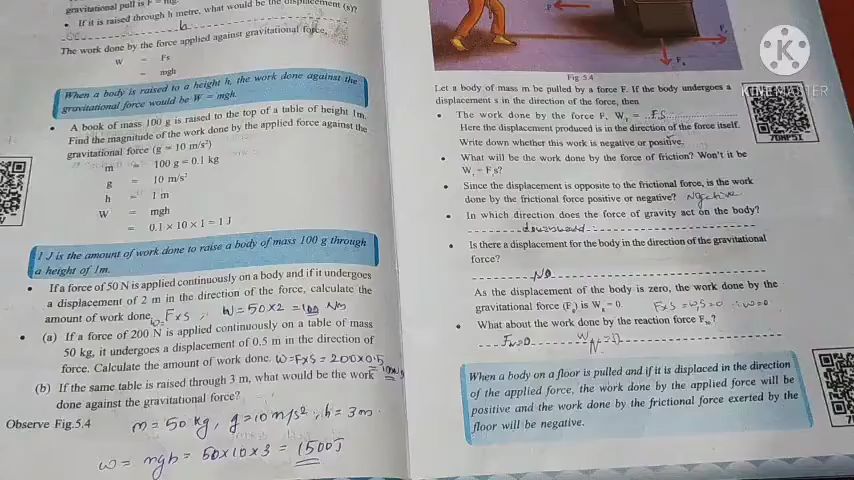 gravitational pull is F = mg.
• If it is raised through h metre, what would be the displacement (s)?
h
The work done by the force applied against gravitational force,
W = Fs
= mgh
When a body is raised to a height h, the work done against the
gravitational force would be W = mgh.
• A book of mass 100 g is raised to the top of a table of height 1m.
Find the magnitude of the work done by the applied force against the
gravitational force (g = 10 m/s²)
m = 100 g = 0.1 kg
g = 10 m/s²
h = 1 m
W = mgh
= 0.1 × 10 × 1 = 1 J
1 J is the amount of work done to raise a body of mass 100 g through
a height of 1m.
• If a force of 50 N is applied continuously on a body and if it undergoes
a displacement of 2 m in the direction of the force, calculate the
amount of work done. W=F×S, W=50×2=100 Nm
• (a) If a force of 200 N is applied continuously on a table of mass
50 kg, it undergoes a displacement of 0.5 m in the direction of
force. Calculate the amount of work done. W=F×S=200×0.5
(b) If the same table is raised through 3 m, what would be the work
done against the gravitational force?
Observe Fig.5.4
m=50 kg, g=10 m/s², h=3m.
w= mgh = 50×10×3 = 1500J
F
Fig 5.4
KINEMASTER
Let a body of mass m be pulled by a force F. If the body undergoes a
displacement s in the direction of the force, then
• The work done by the force F, W = ..FS
Here the displacement produced is in the direction of the force itself.
Write down whether this work is negative or positive.
7DNPS1
• What will be the work done by the force of friction? Won't it be
W = F s?
• Since the displacement is opposite to the frictional force, is the work
done by the frictional force positive or negative? Negative.
• In which direction does the force of gravity act on the body?
downward
• Is there a displacement for the body in the direction of the gravitational
force?
NO
As the displacement of the body is zero, the work done by the
gravitational force (F) is W = 0.
• What about the work done by the reaction force F?
When a body on a floor is pulled and if it is displaced in the direction
of the applied force, the work done by the applied force will be
positive and the work done by the frictional force exerted by the
floor will be negative.